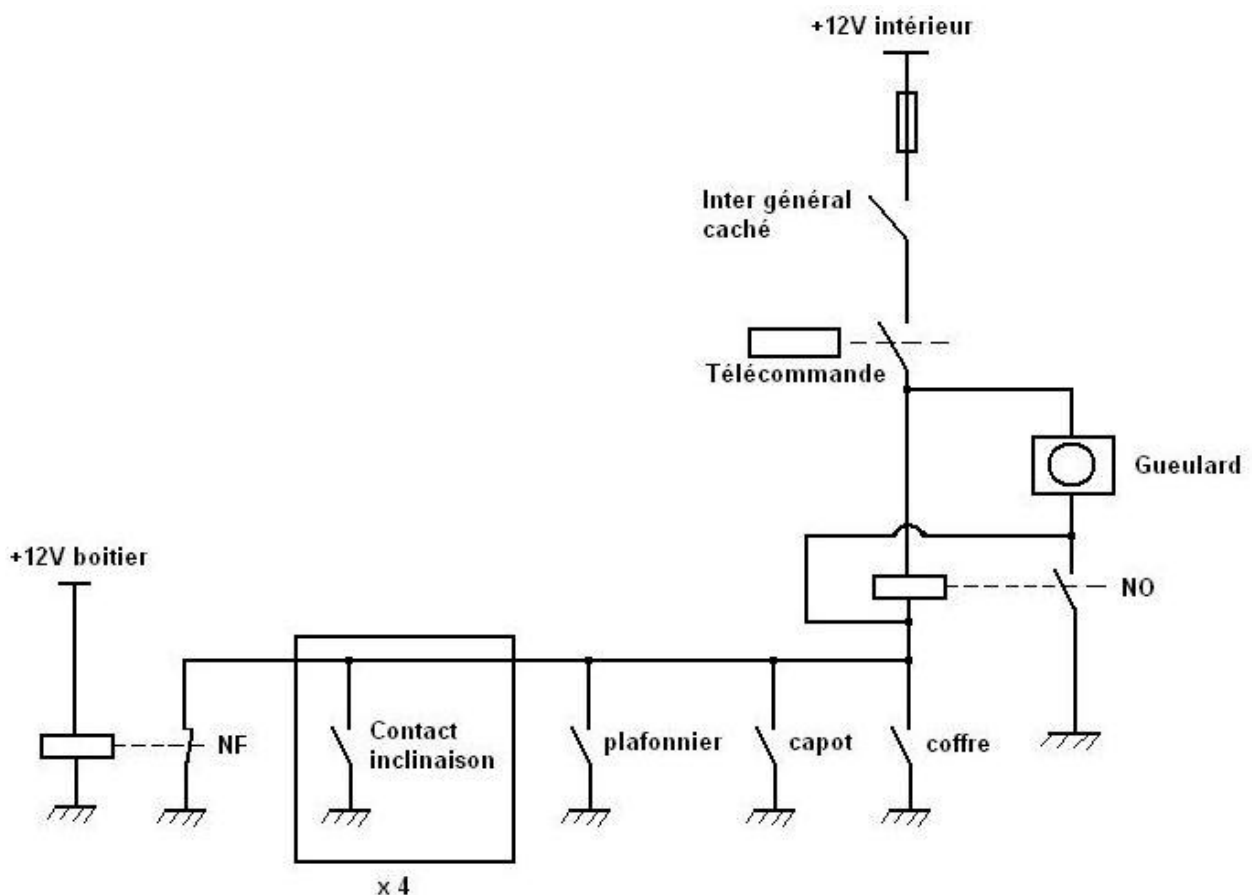 +12V intérieur
Inter général
caché
Télécommande
Gueulard
+12V boitier
NO
NF
Contact
inclinaison
plafonnier
capot
coffre
x 4